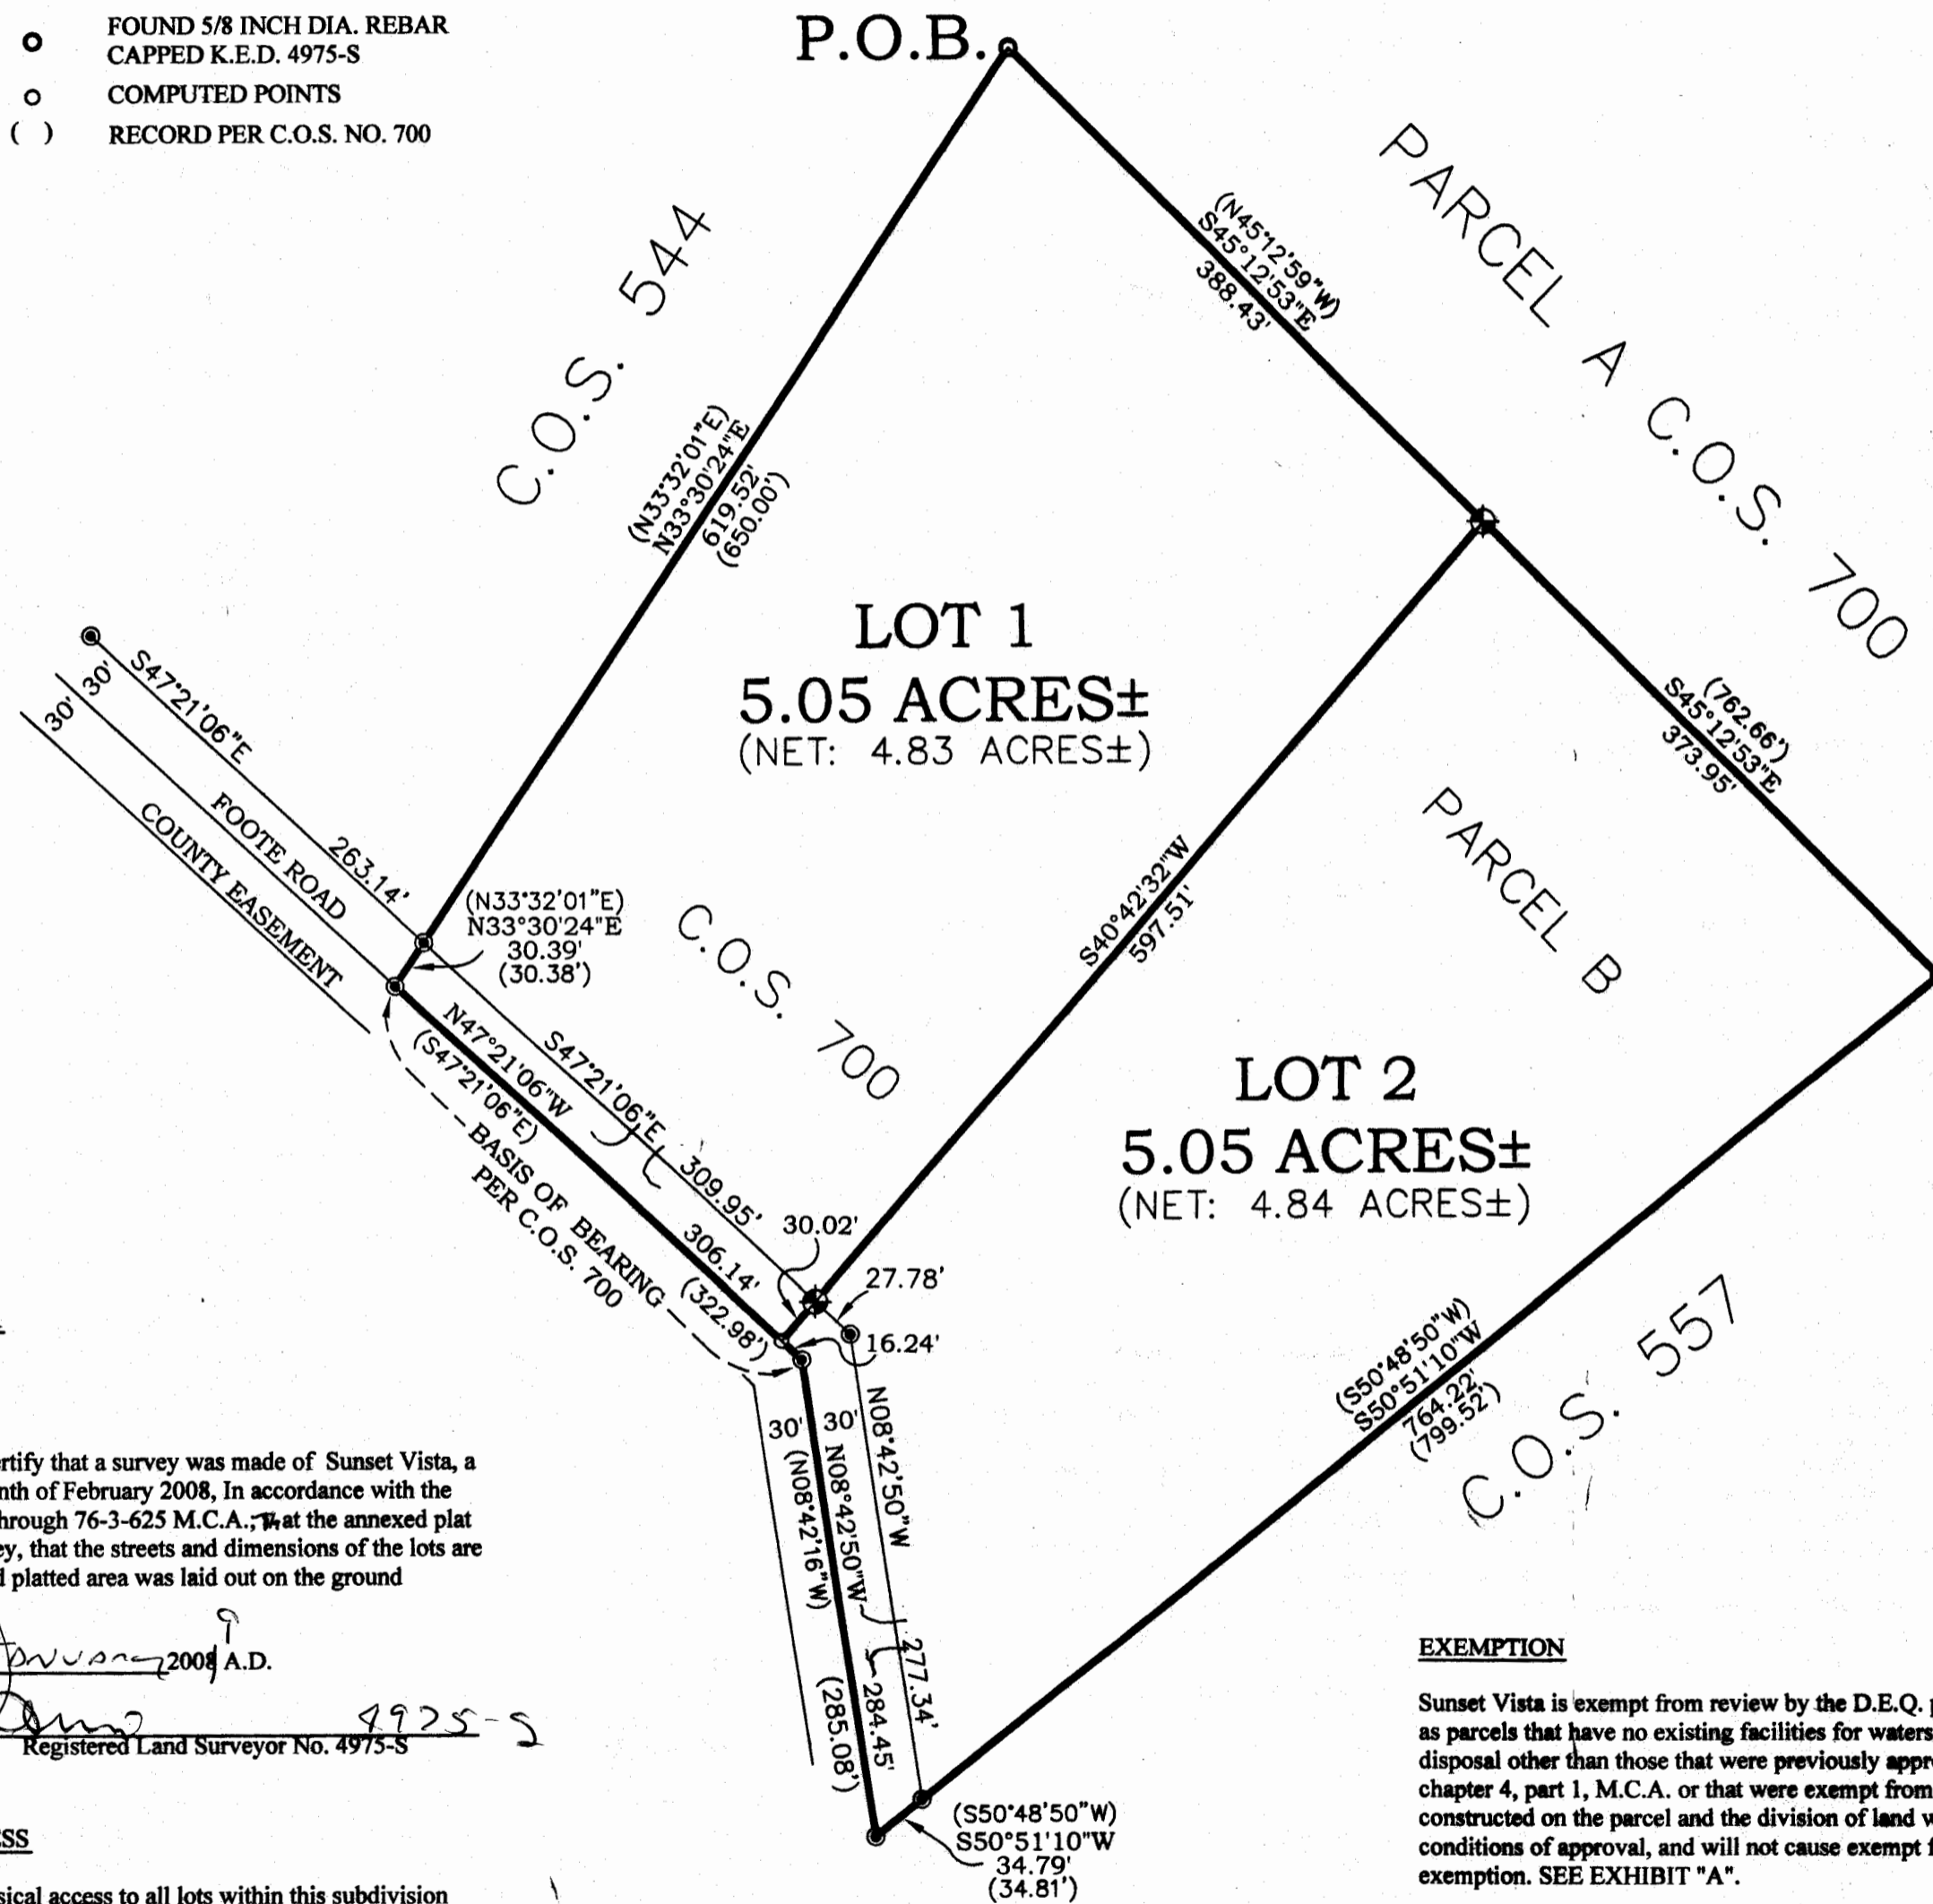 FOUND 5/8 INCH DIA. REBAR
CAPPED K.E.D. 4975-S
COMPUTED POINTS
( ) RECORD PER C.O.S. NO. 700
P.O.B.
C.O.S. 544
PARCEL A C.O.S. 700
(N45°12'59"W)
S45°12'53"E
388.43'
(N33°32'01"E)
N33°30'24"E
619.52'
(650.00')
LOT 1
5.05 ACRES±
(NET: 4.83 ACRES±)
(762.66')
S45°12'53"E
373.95'
S47°21'06"E
263.14'
30'
30'
FOOTE ROAD
COUNTY EASEMENT
(N33°32'01"E)
N33°30'24"E
30.39'
(30.38')
C.O.S. 700
S40°42'32"W
597.51'
PARCEL B
N47°21'06"W
(S47°21'06"E)
S47°21'06"E
309.95'
BASIS OF BEARING
PER C.O.S. 700
306.14'
(322.98')
30.02'
27.78'
16.24'
LOT 2
5.05 ACRES±
(NET: 4.84 ACRES±)
(S50°48'50"W)
S50°51'10"W
764.22'
(799.52')
C.O.S. 557
30'
30'
(N08°42'16"W)
N08°42'50"W
N08°42'50"W
277.34'
284.45'
(285.08')
(S50°48'50"W)
S50°51'10"W
34.79'
(34.81')
rtify that a survey was made of Sunset Vista, a
nth of February 2008, In accordance with the
hrough 76-3-625 M.C.A.; That the annexed plat
ey, that the streets and dimensions of the lots are
d platted area was laid out on the ground
9
2008 A.D.
4975-S
Registered Land Surveyor No. 4975-S
ESS
sical access to all lots within this subdivision
EXEMPTION
Sunset Vista is exempt from review by the D.E.Q. p
as parcels that have no existing facilities for waters
disposal other than those that were previously appr
chapter 4, part 1, M.C.A. or that were exempt from
constructed on the parcel and the division of land w
conditions of approval, and will not cause exempt f
exemption. SEE EXHIBIT "A".